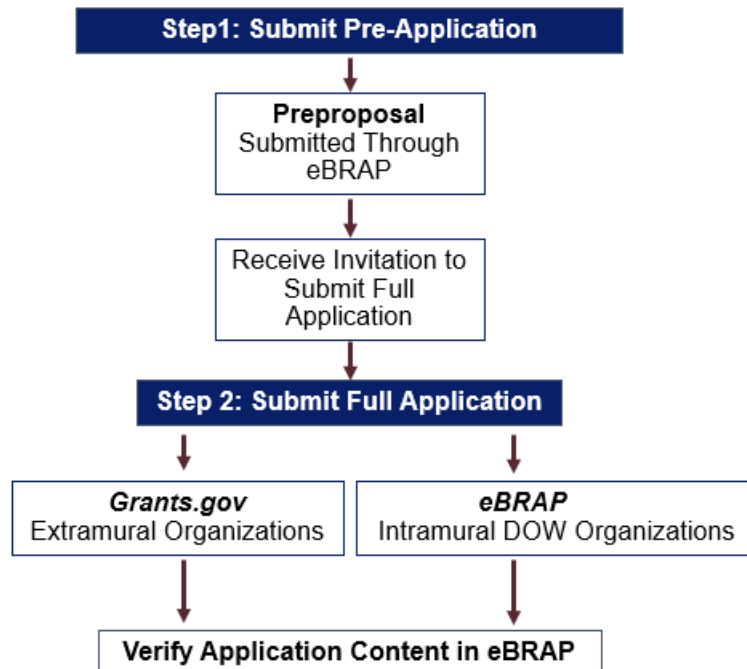 Step1: Submit Pre-Application
Preproposal
Submitted Through
eBRAP
Receive Invitation to
Submit Full
Application
Step 2: Submit Full Application
Grants.gov
Extramural Organizations
eBRAP
Intramural DOW Organizations
Verify Application Content in eBRAP